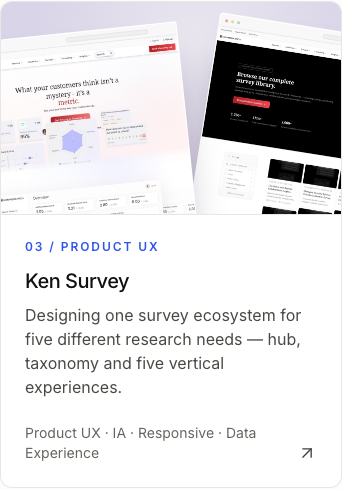 What your customers think isn't a
mystery - it's a
metric.
Browse our complete
survey library.
03 / PRODUCT UX
Ken Survey
Designing one survey ecosystem for
five different research needs — hub,
taxonomy and five vertical
experiences.
Product UX · IA · Responsive · Data
Experience